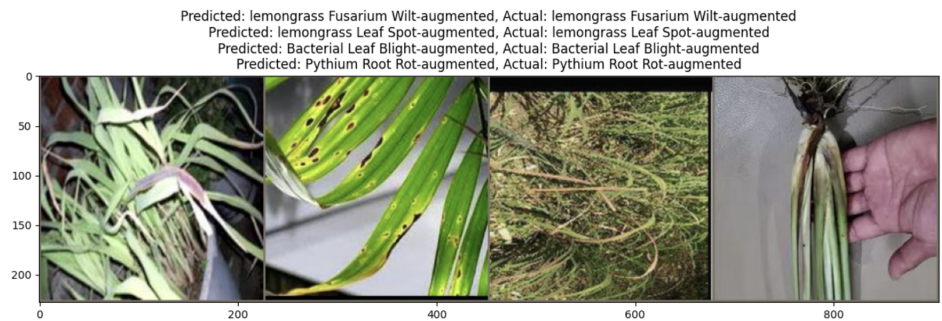 Predicted: lemongrass Fusarium Wilt-augmented, Actual: lemongrass Fusarium Wilt-augmented
Predicted: lemongrass Leaf Spot-augmented, Actual: lemongrass Leaf Spot-augmented
Predicted: Bacterial Leaf Blight-augmented, Actual: Bacterial Leaf Blight-augmented
Predicted: Pythium Root Rot-augmented, Actual: Pythium Root Rot-augmented
0
50
100
150
200
0 200 400 600 800